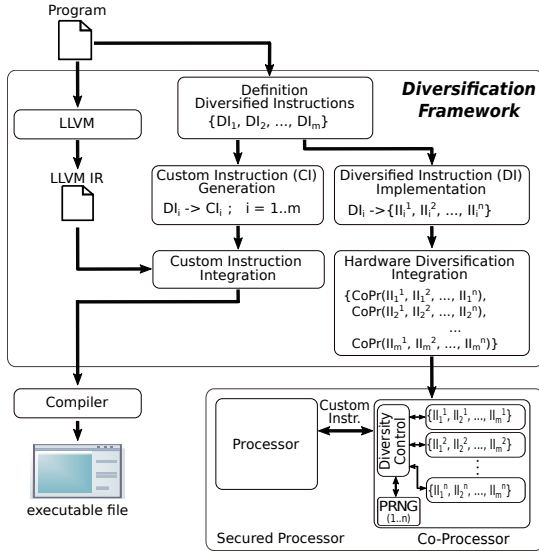 Program
Diversification
Framework
Definition
Diversified Instructions
{DI₁, DI₂, ..., DIₘ}
LLVM
LLVM IR
Custom Instruction (CI)
Generation
DIᵢ -> CIᵢ ; i = 1..m
Diversified Instruction (DI)
Implementation
DIᵢ ->{IIᵢ¹, IIᵢ², ..., IIᵢⁿ}
Custom Instruction
Integration
Hardware Diversification
Integration
{CoPr(II₁¹, II₁², ..., II₁ⁿ),
CoPr(II₂¹, II₂², ..., II₂ⁿ),
...
CoPr(IIₘ¹, IIₘ², ..., IIₘⁿ)}
Compiler
executable file
Processor
Custom
Instr.
Diversity
Control
{II₁¹, II₂¹, ..., IIₘ¹}
{II₁², II₂², ..., IIₘ²}
⋮
{II₁ⁿ, II₂ⁿ, ..., IIₘⁿ}
PRNG
(1..n)
Secured Processor
Co-Processor